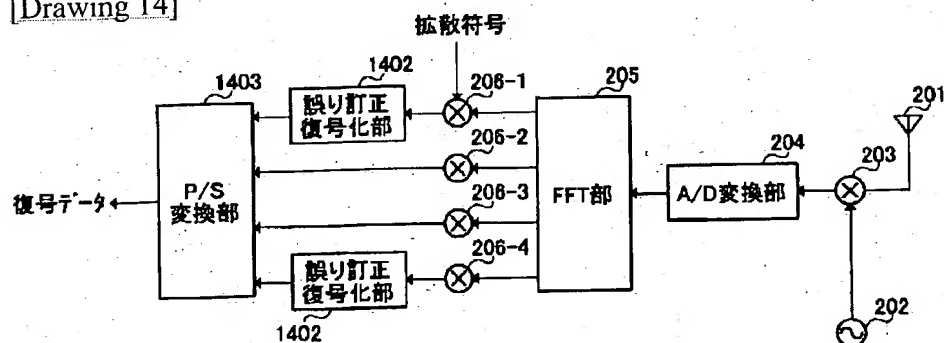 [Drawing 14]
拡散符号
1403
1402
誤り訂正
復号化部
206-1
205
201
206-2
204
203
P/S
変換部
復号データ
FFT部
A/D変換部
206-3
206-4
誤り訂正
復号化部
1402
202